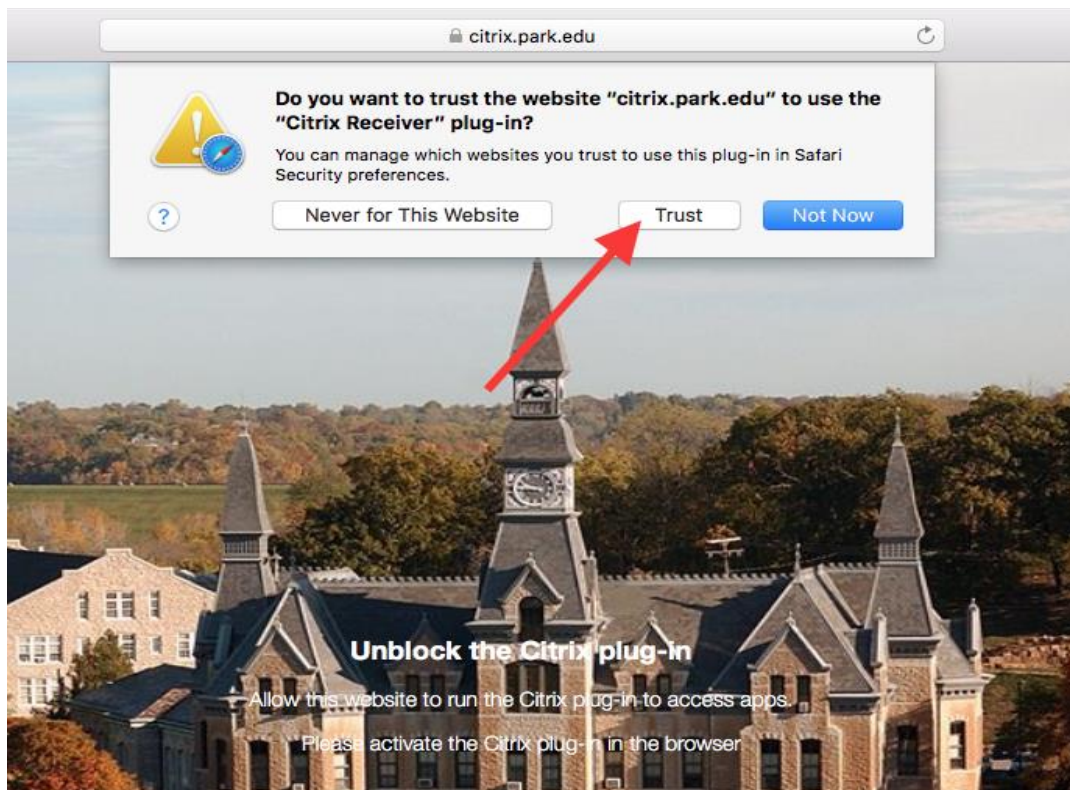 citrix.park.edu
Do you want to trust the website “citrix.park.edu” to use the
“Citrix Receiver” plug-in?
You can manage which websites you trust to use this plug-in in Safari
Security preferences.
?
Never for This Website
Trust
Not Now
Unblock the Citrix plug-in
Allow this website to run the Citrix plug-in to access apps.
Please activate the Citrix plug-in in the browser